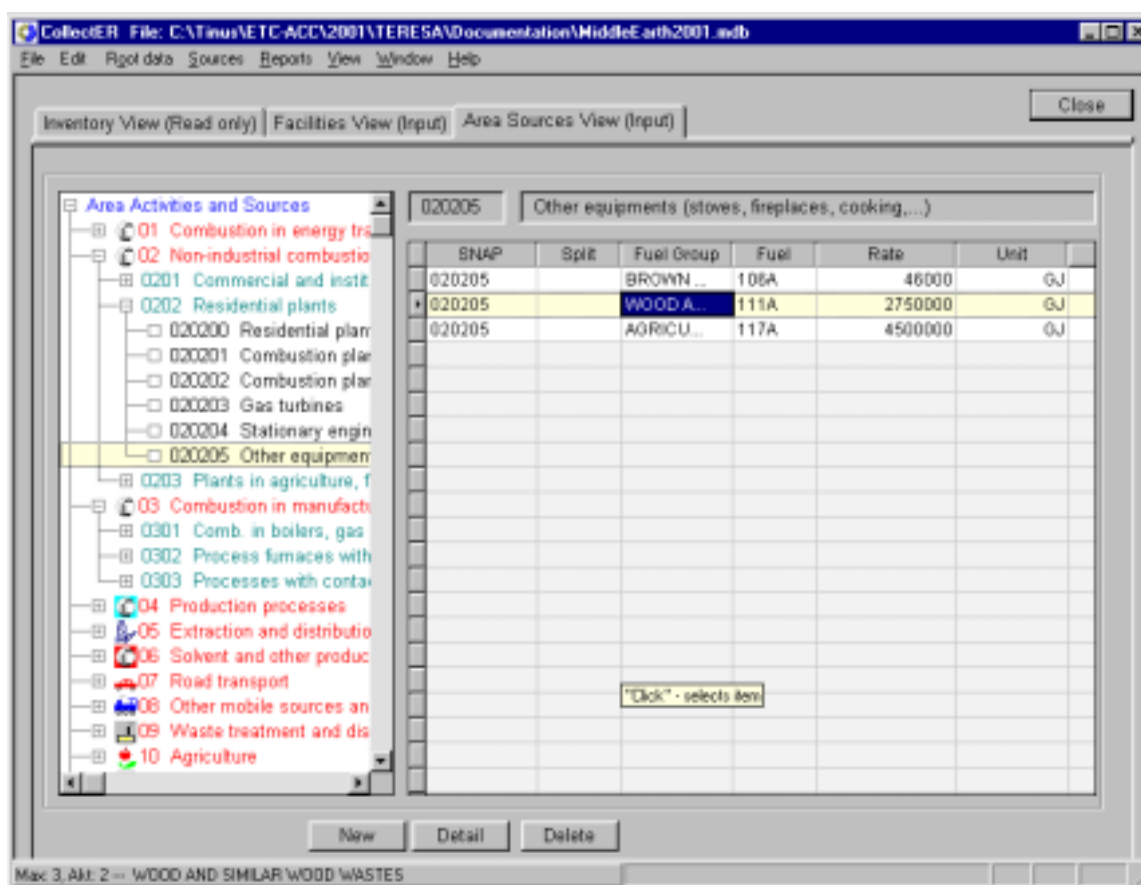 CollectER File: C:\Tinus\ETC-ACC\2001\TERESA\Documentation\MiddleEarth2001.mdb
File Edit Root data Sources Reports View Window Help
Close
Inventory View (Read only) Facilities View (Input) Area Sources View (Input)
Area Activities and Sources
01 Combustion in energy tra
02 Non-industrial combustio
0201 Commercial and instit
0202 Residential plants
020200 Residential plan
020201 Combustion plan
020202 Combustion plan
020203 Gas turbines
020204 Stationary engin
020205 Other equipmen
0203 Plants in agriculture, f
03 Combustion in manufactu
0301 Comb. in boilers, gas
0302 Process furnaces with
0303 Processes with conta
04 Production processes
05 Extraction and distributio
06 Solvent and other produc
07 Road transport
08 Other mobile sources an
09 Waste treatment and dis
10 Agriculture
020205 Other equipments (stoves, fireplaces, cooking,...)
SNAP Split Fuel Group Fuel Rate Unit
020205 BROWN ... 106A 46000 GJ
020205 WOOD A... 111A 2750000 GJ
020205 AGRICU... 117A 4500000 GJ
"Click" - selects item
New Detail Delete
Max: 3, Akt: 2 -- WOOD AND SIMILAR WOOD WASTES